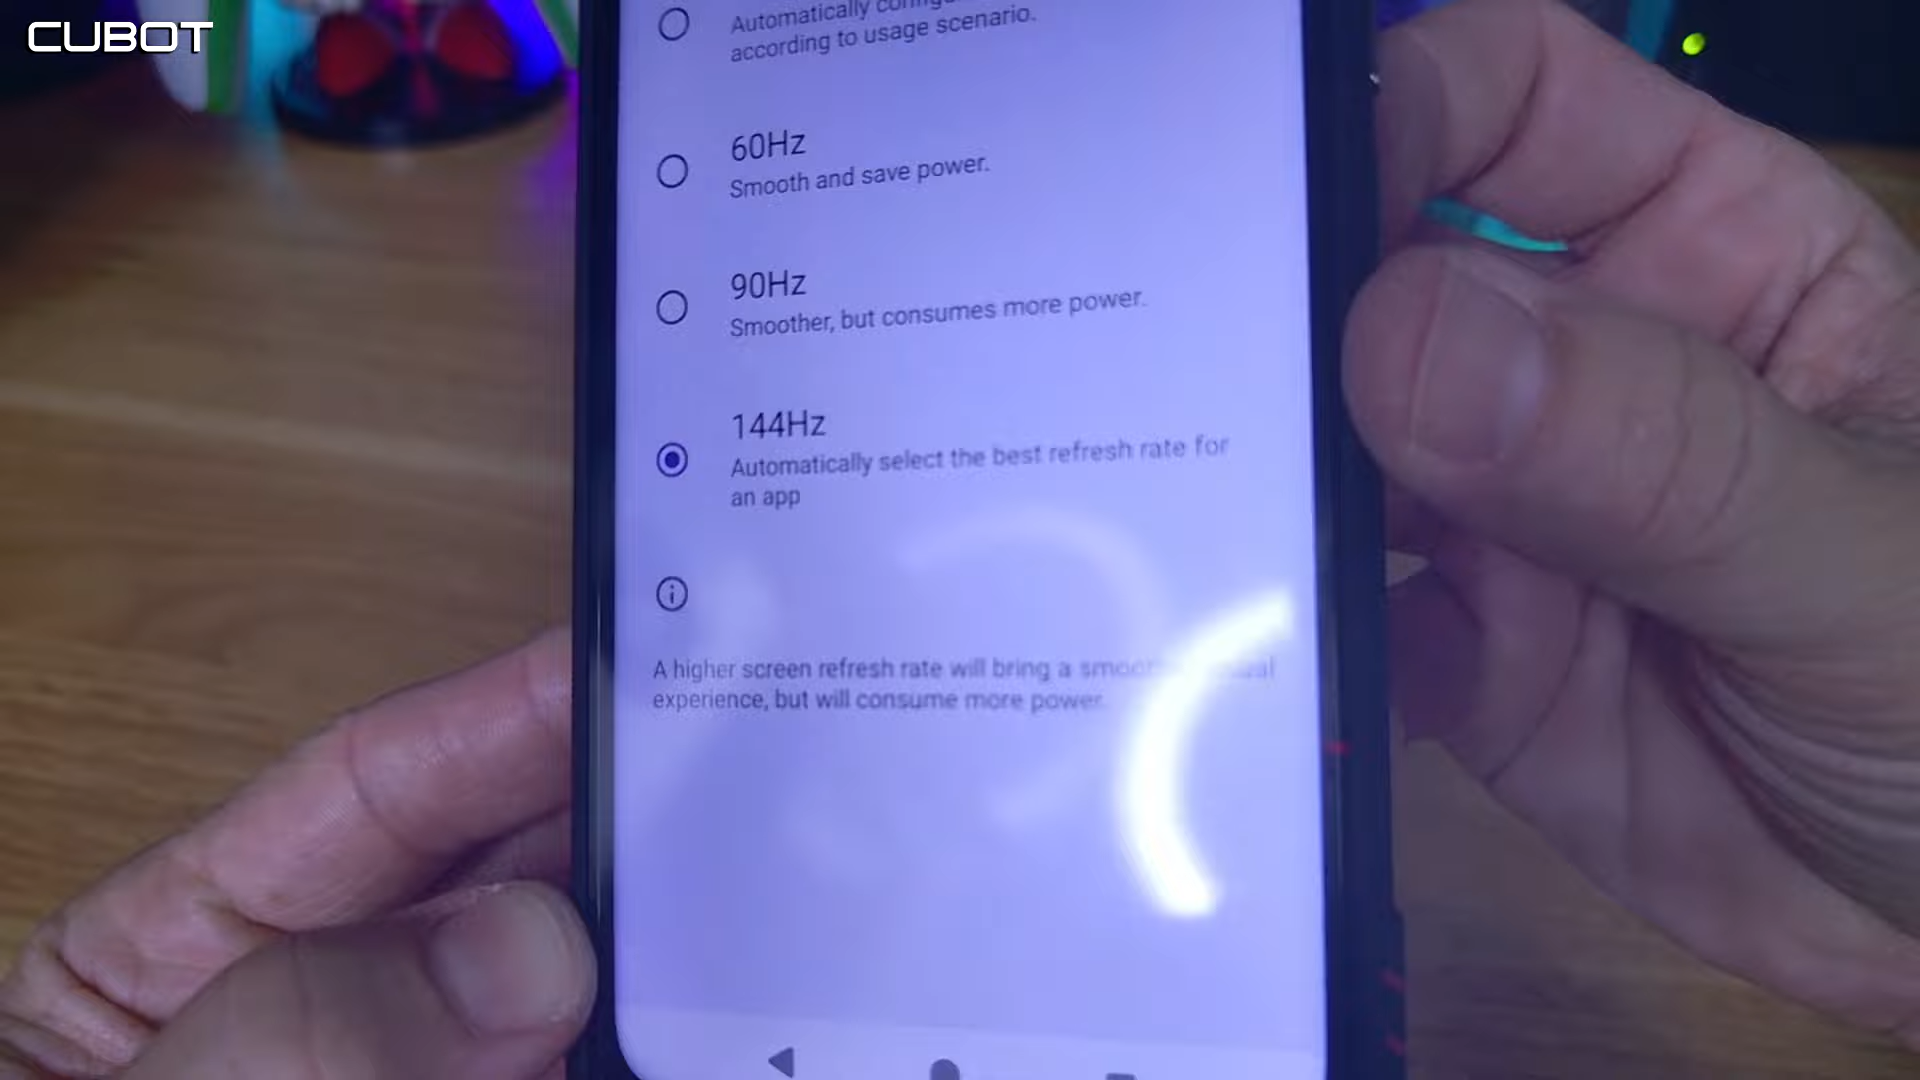 CUBOT
Automatically
according to usage scenario.
60Hz
Smooth and save power.
90Hz
Smoother, but consumes more power.
144Hz
Automatically select the best refresh rate for
an app
A higher screen refresh rate will bring a
experience, but will consume more power.